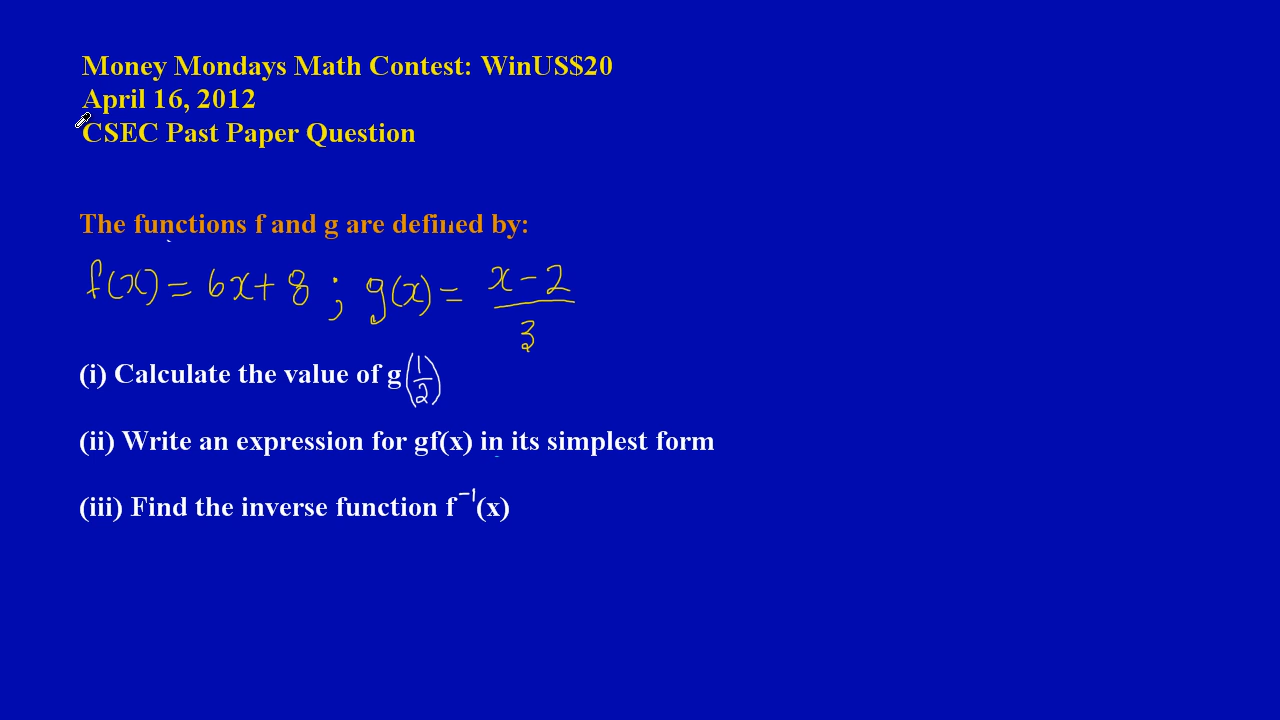 Money Mondays Math Contest: WinUS$20
April 16, 2012
CSEC Past Paper Question
The functions f and g are defined by:
f(x) = 6x + 8 ; g(x) = (x - 2)/3
(i) Calculate the value of g(1/2)
(ii) Write an expression for gf(x) in its simplest form
(iii) Find the inverse function f⁻¹(x)